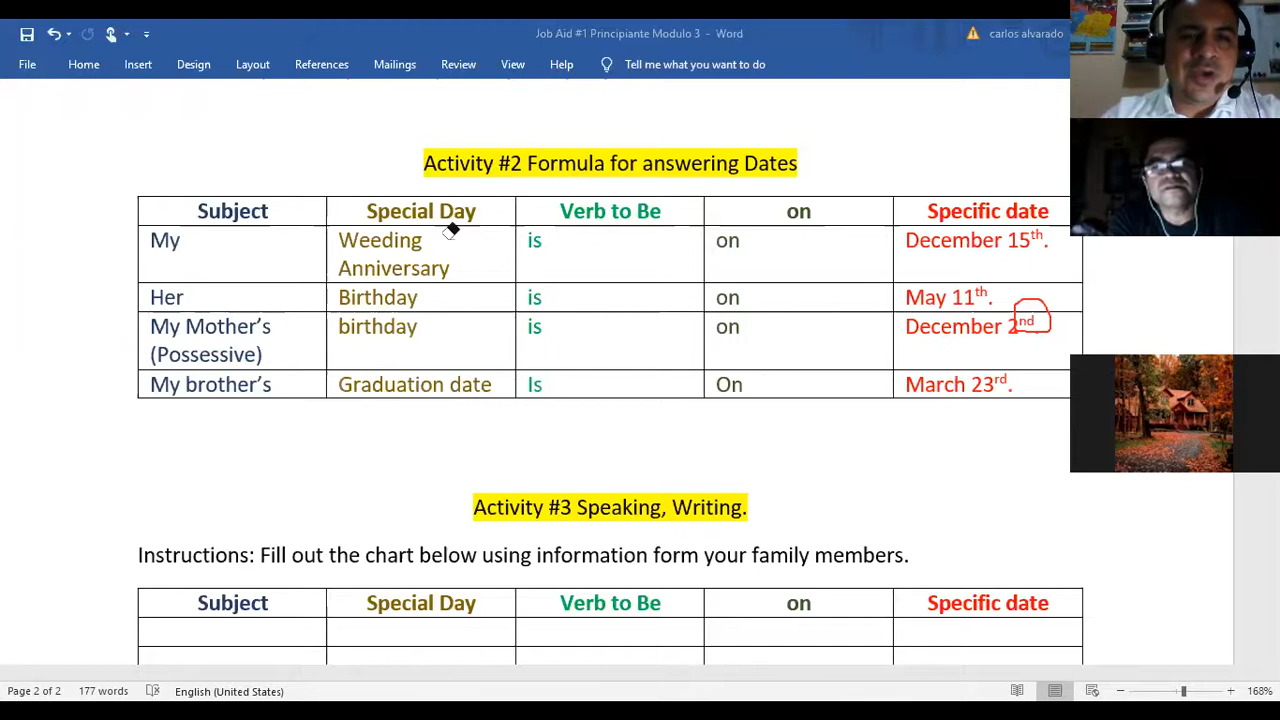 Job Aid #1 Principiante Modulo 3 - Word
carlos alvarado
File Home Insert Design Layout References Mailings Review View Help Tell me what you want to do
Activity #2 Formula for answering Dates
Subject Special Day Verb to Be on Specific date
My Weeding is on December 15th.
Anniversary
Her Birthday is on May 11th.
My Mother's birthday is on December 2nd
(Possessive)
My brother's Graduation date Is On March 23rd.
Activity #3 Speaking, Writing.
Instructions: Fill out the chart below using information form your family members.
Subject Special Day Verb to Be on Specific date
Page 2 of 2 177 words English (United States) 168%